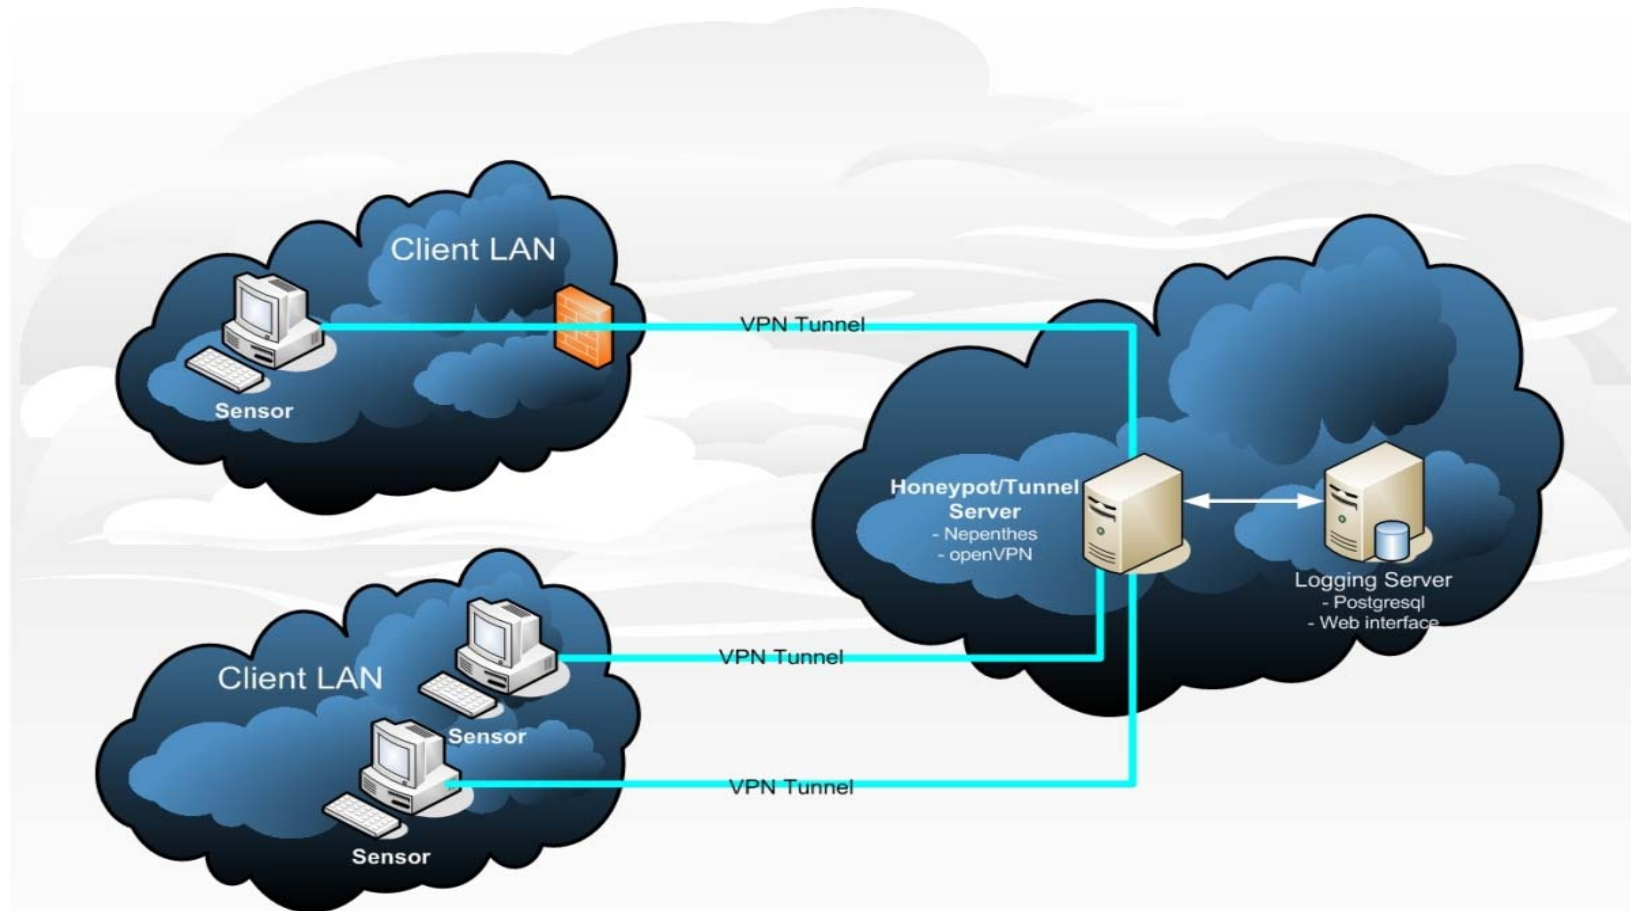 Client LAN
Sensor
VPN Tunnel
Honeypot/Tunnel
Server
- Nepenthes
- openVPN
Logging Server
- Postgresql
- Web interface
Client LAN
Sensor
Sensor
VPN Tunnel
VPN Tunnel